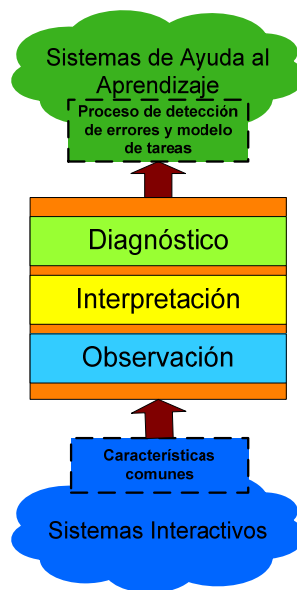 Sistemas de Ayuda al
Aprendizaje
Proceso de detección
de errores y modelo
de tareas
Diagnóstico
Interpretación
Observación
Características
comunes
Sistemas Interactivos